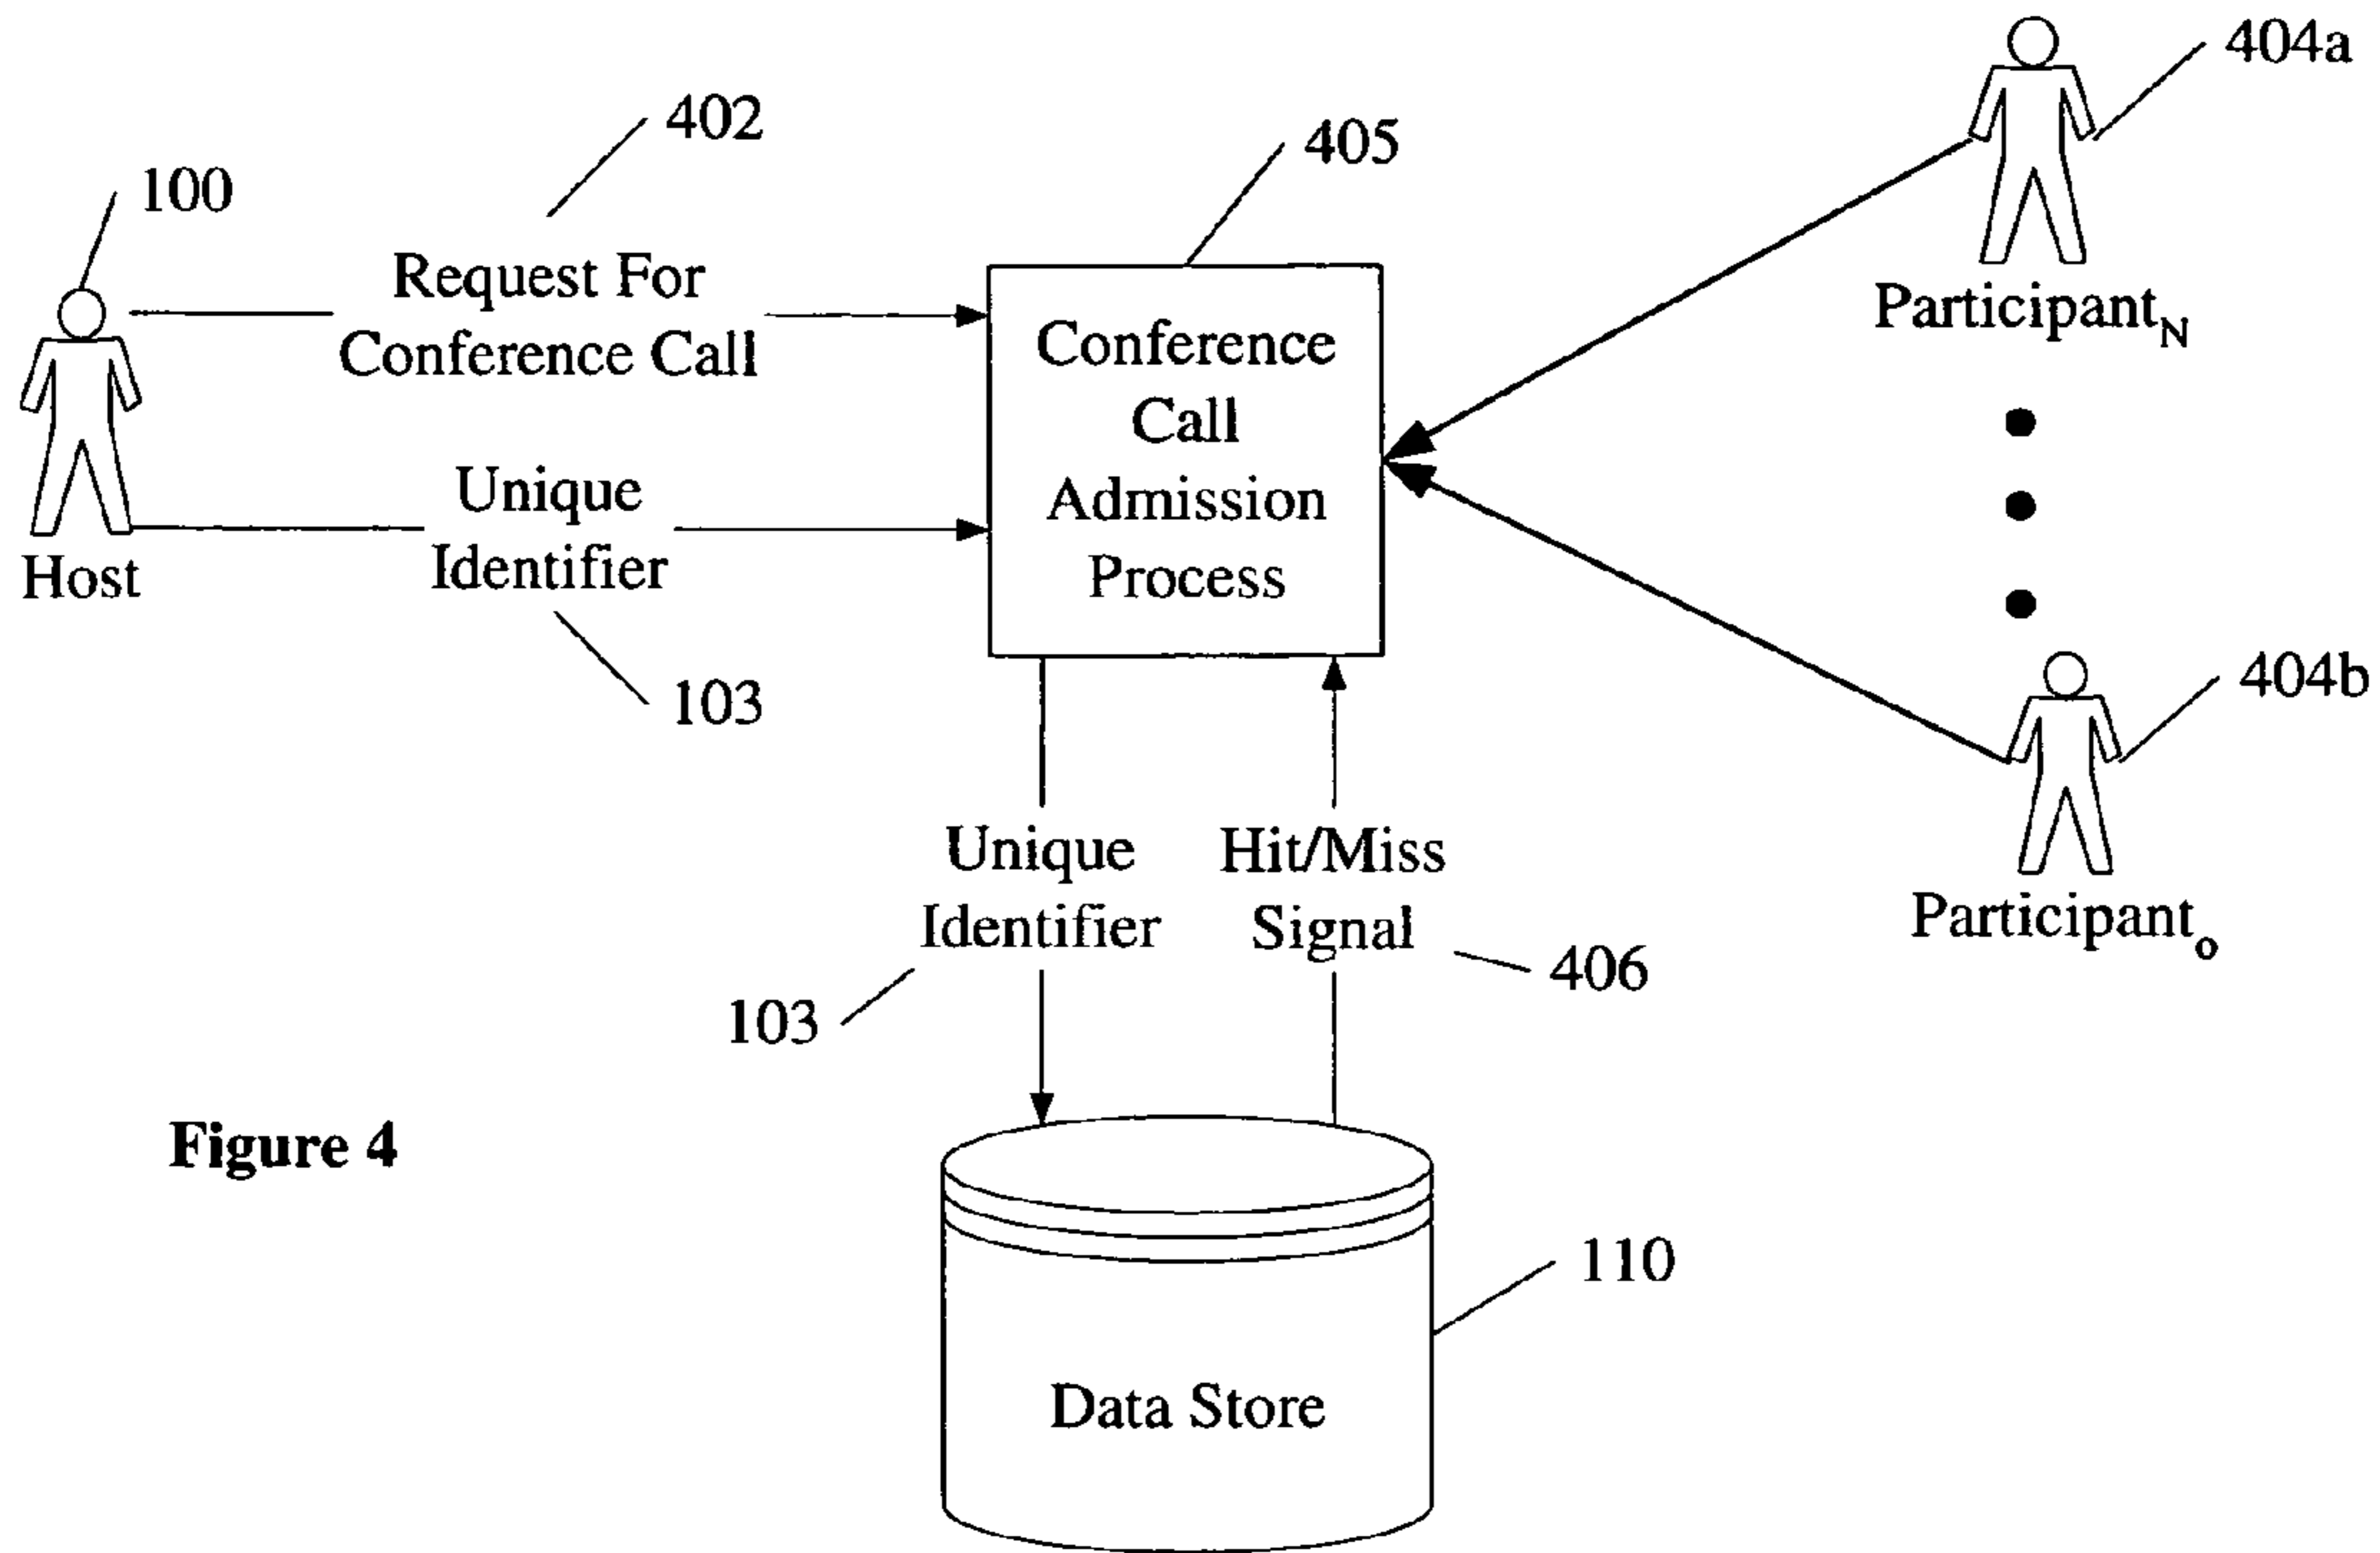 404a
402
405
100
Request For
Conference Call
Participant_N
Conference
Call
Admission
Process
Unique
Identifier
Host
103
404b
Unique
Identifier
Hit/Miss
Signal
Participant_o
406
103
Figure 4
110
Data Store